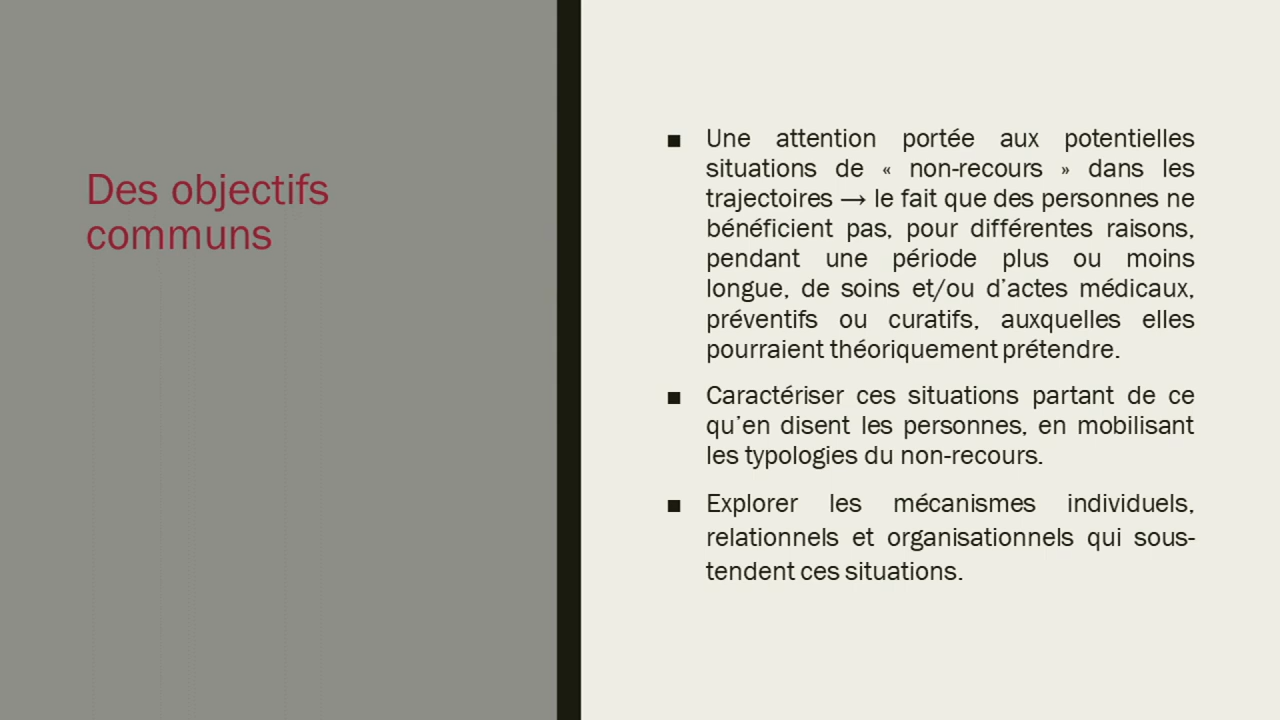 Des objectifs
communs
■ Une attention portée aux potentielles
situations de « non-recours » dans les
trajectoires → le fait que des personnes ne
bénéficient pas, pour différentes raisons,
pendant une période plus ou moins
longue, de soins et/ou d’actes médicaux,
préventifs ou curatifs, auxquelles elles
pourraient théoriquement prétendre.
■ Caractériser ces situations partant de ce
qu’en disent les personnes, en mobilisant
les typologies du non-recours.
■ Explorer les mécanismes individuels,
relationnels et organisationnels qui sous-
tendent ces situations.